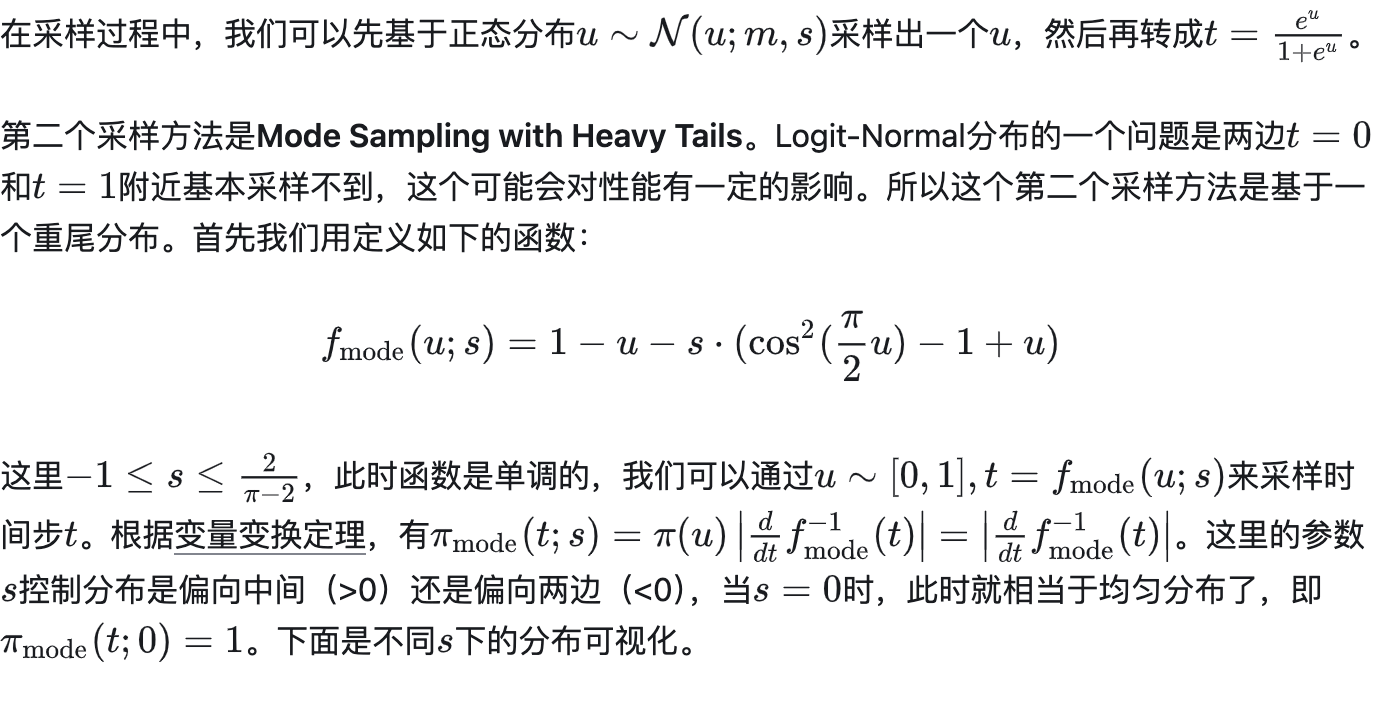 在采样过程中，我们可以先基于正态分布$u \sim \mathcal{N}(u; m, s)$采样出一个$u$，然后再转成$t = \frac{e^u}{1+e^u}$。
第二个采样方法是Mode Sampling with Heavy Tails。Logit-Normal分布的一个问题是两边$t = 0$
和$t = 1$附近基本采样不到，这个可能会对性能有一定的影响。所以这个第二个采样方法是基于一
个重尾分布。首先我们用定义如下的函数：
$f_{\mathrm{mode}}(u; s) = 1 - u - s \cdot (\cos^2(\frac{\pi}{2}u) - 1 + u)$
这里$-1 \leq s \leq \frac{2}{\pi-2}$，此时函数是单调的，我们可以通过$u \sim [0, 1], t = f_{\mathrm{mode}}(u; s)$来采样时
间步$t$。根据变量变换定理，有$\pi_{\mathrm{mode}}(t; s) = \pi(u) \left|\frac{d}{dt} f_{\mathrm{mode}}^{-1}(t)\right| = \left|\frac{d}{dt} f_{\mathrm{mode}}^{-1}(t)\right|$。这里的参数
$s$控制分布是偏向中间（>0）还是偏向两边（<0），当$s = 0$时，此时就相当于均匀分布了，即
$\pi_{\mathrm{mode}}(t; 0) = 1$。下面是不同$s$下的分布可视化。